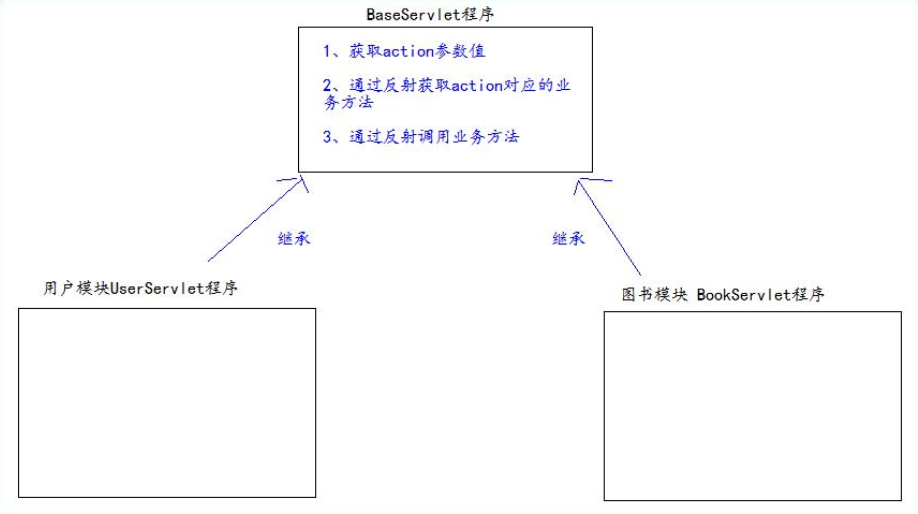 BaseServlet程序
1、获取action参数值
2、通过反射获取action对应的业
务方法
3、通过反射调用业务方法
继承
继承
用户模块UserServlet程序
图书模块 BookServlet程序